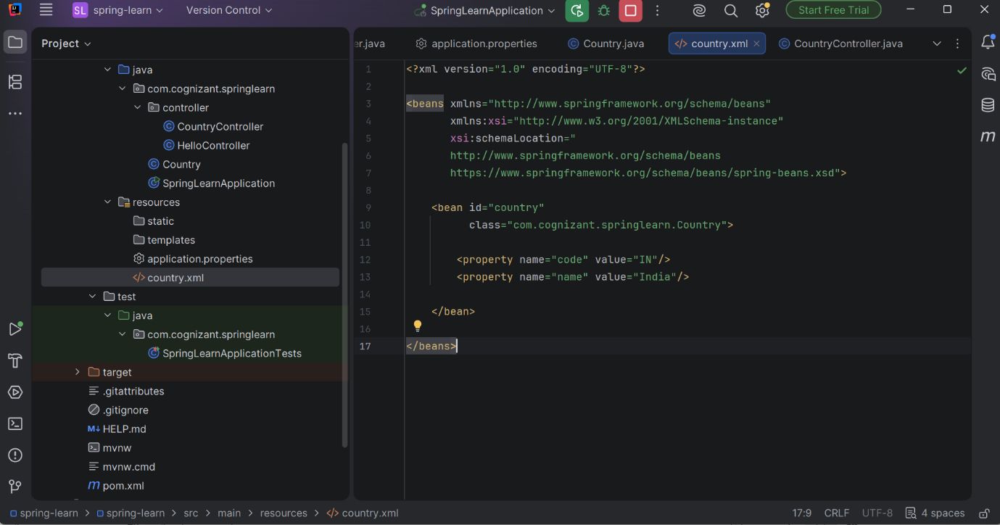 SL spring-learn Version Control SpringLearnApplication Start Free Trial
Project
er.java application.properties Country.java </> country.xml CountryController.java
java
com.cognizant.springlearn
controller
CountryController
HelloController
Country
SpringLearnApplication
resources
static
templates
application.properties
</> country.xml
test
java
com.cognizant.springlearn
SpringLearnApplicationTests
target
.gitattributes
.gitignore
M↓ HELP.md
mvnw
mvnw.cmd
m pom.xml
1 <?xml version="1.0" encoding="UTF-8"?>
2
3 <beans xmlns="http://www.springframework.org/schema/beans"
4 xmlns:xsi="http://www.w3.org/2001/XMLSchema-instance"
5 xsi:schemaLocation="
6 http://www.springframework.org/schema/beans
7 https://www.springframework.org/schema/beans/spring-beans.xsd">
8
9 <bean id="country"
10 class="com.cognizant.springlearn.Country">
11
12 <property name="code" value="IN"/>
13 <property name="name" value="India"/>
14
15 </bean>
16
17 </beans>
m
spring-learn > spring-learn > src > main > resources > </> country.xml 17:9 CRLF UTF-8 4 spaces